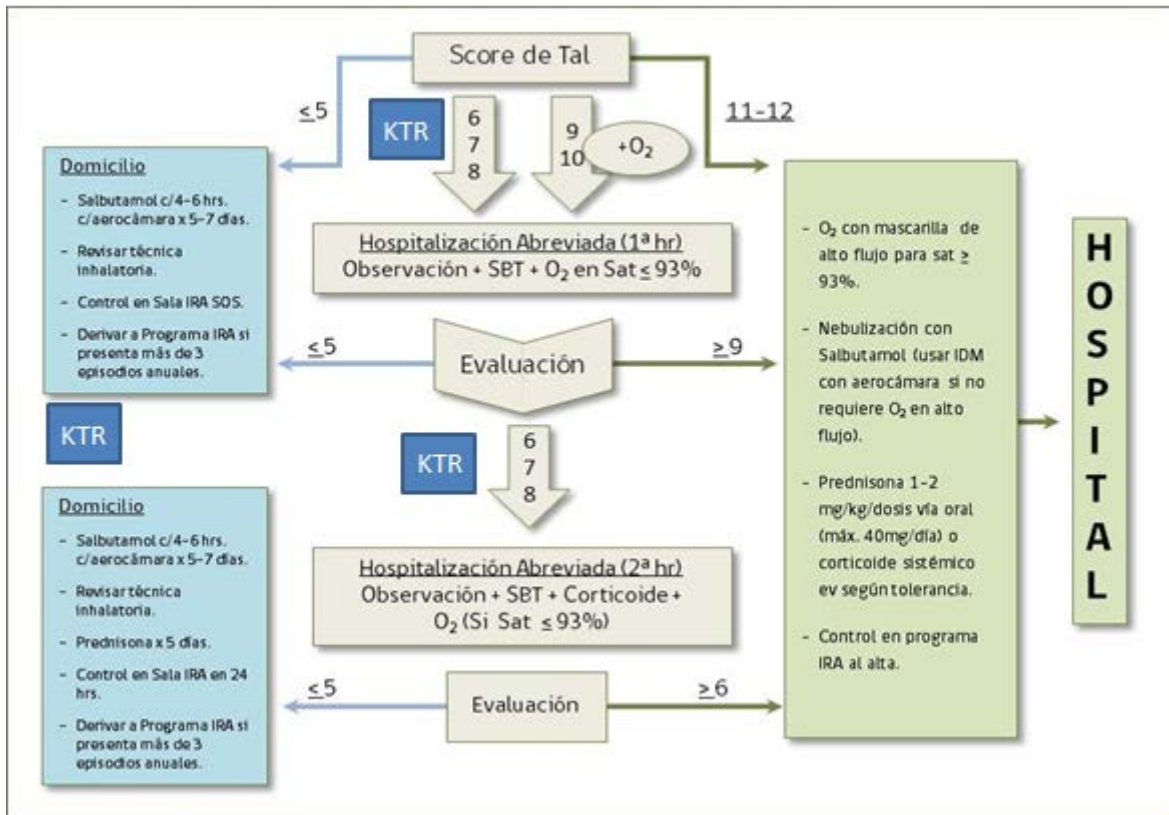 Score de Tal
≤5
KTR
6
7
8
9
10
+O₂
11-12
Domicilio
- Salbutamol c/4-6 hrs.
c/aerocámara x 5-7 días.
- Revisar técnica
inhalatoria.
- Control en Sala IRA SOS.
- Derivar a Programa IRA si
presenta más de 3
episodios anuales.
Hospitalización Abreviada (1ª hr)
Observación + SBT + O₂ en Sat ≤ 93%
≤5
Evaluación
≥9
KTR
KTR
6
7
8
Domicilio
- Salbutamol c/4-6 hrs.
c/aerocámara x 5-7 días.
- Revisar técnica
inhalatoria.
- Prednisona x 5 días.
- Control en Sala IRA en 24
hrs.
- Derivar a Programa IRA si
presenta más de 3
episodios anuales.
Hospitalización Abreviada (2ª hr)
Observación + SBT + Corticoide +
O₂ (Si Sat ≤ 93%)
≤5
Evaluación
≥6
- O₂ con mascarilla de
alto flujo para sat ≥
93%.
- Nebulización con
Salbutamol (usar IDM
con aerocámara si no
requiere O₂ en alto
flujo).
- Prednisona 1-2
mg/kg/dosis vía oral
(máx. 40mg/día) o
corticoide sistémico
ev según tolerancia.
- Control en programa
IRA al alta.
HOSPITAL